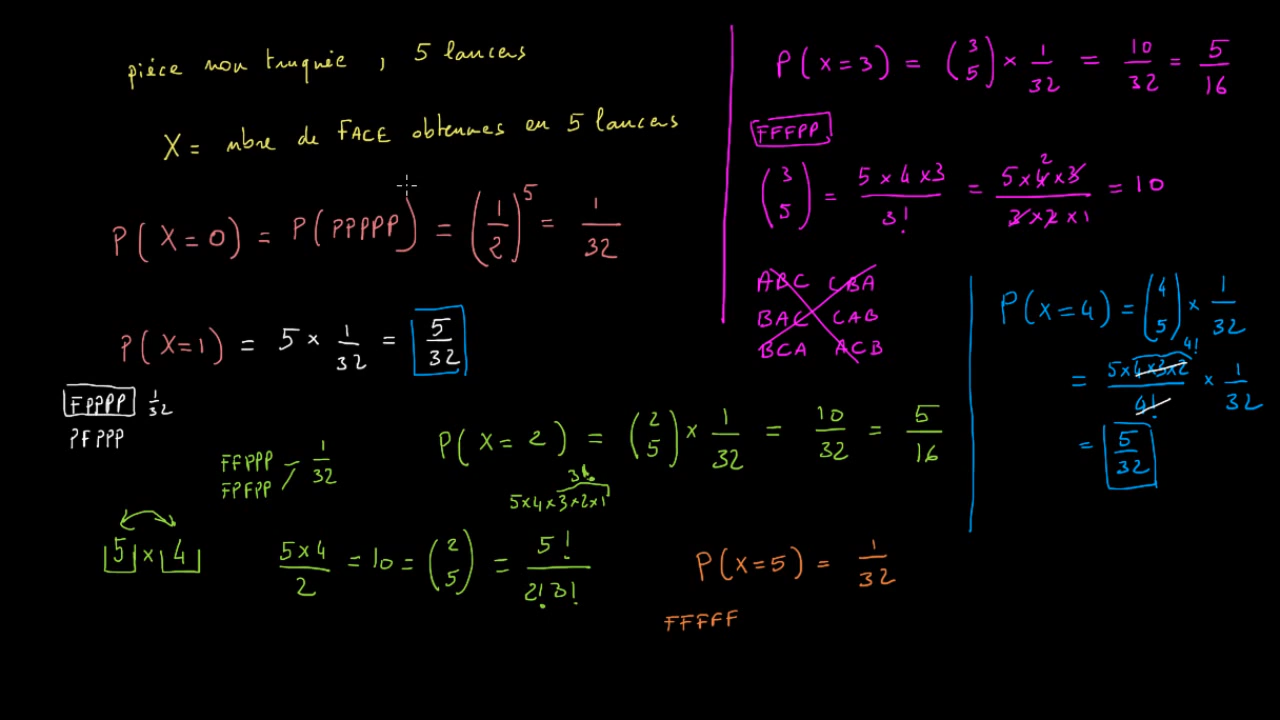 pièce non truquée , 5 lancers
X = nbre de FACE obtenues en 5 lancers
P(X=0) = P(PPPPP) = (1/2)^5 = 1/32
P(X=1) = 5 × 1/32 = 5/32
FPPPP 1/32
PFPPP
P(X=2) = (2 5) × 1/32 = 10/32 = 5/16
FFPPP
FPFPP
1/32
3!
5×4×3×2×1
5 × 4
5×4/2 = 10 = (2 5) = 5!/2!3!
P(X=3) = (3 5) × 1/32 = 10/32 = 5/16
FFFPP
(3 5) = 5×4×3/3! = 5×4×3/3×2×1 = 10
2
ABC CBA
BAC CAB
BCA ACB
P(X=4) = (4 5) × 1/32
4!
= 5×4×3×2/4! × 1/32
= 5/32
P(X=5) = 1/32
FFFFF